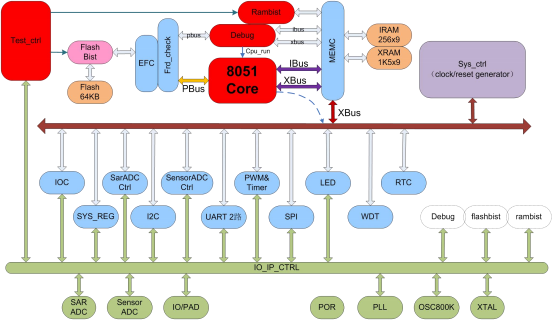 Test_ctrl
Flash
Bist
Flash
64KB
EFC
Frd_check
pbus
Rambist
Debug
Cpu_run
8051
Core
PBus
ibus
xbus
IBus
XBus
MEMC
IRAM
256x9
XRAM
1K5x9
Sys_ctrl
(clock/reset generator)
XBus
IOC
SarADC
Ctrl
SensorADC
Ctrl
PWM&
Timer
LED
RTC
SYS_REG
I2C
UART 2路
SPI
WDT
Debug
flashbist
rambist
IO_IP_CTRL
SAR
ADC
Sensor
ADC
IO/PAD
POR
PLL
OSC800K
XTAL